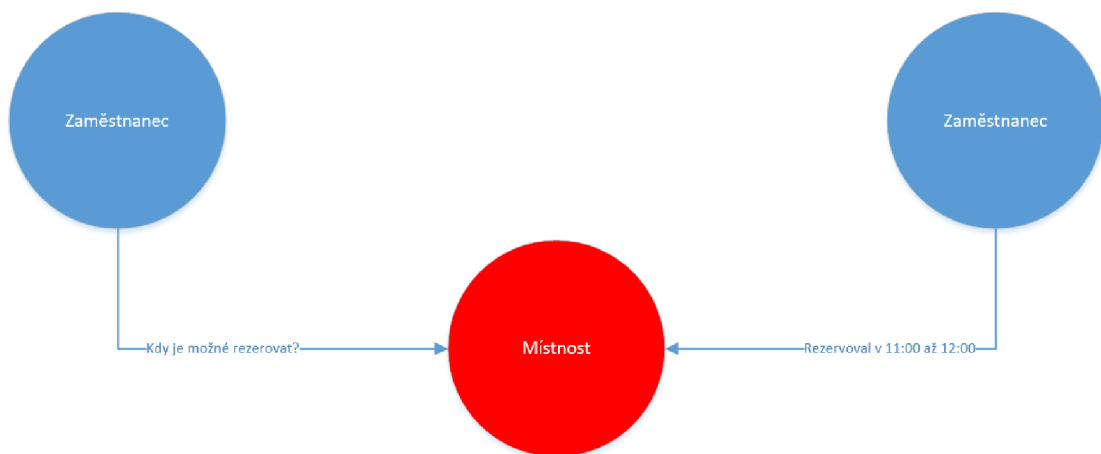 Zaměstnanec
Zaměstnanec
Místnost
Kdy je možné rezerovat?
Rezervoval v 11:00 až 12:00